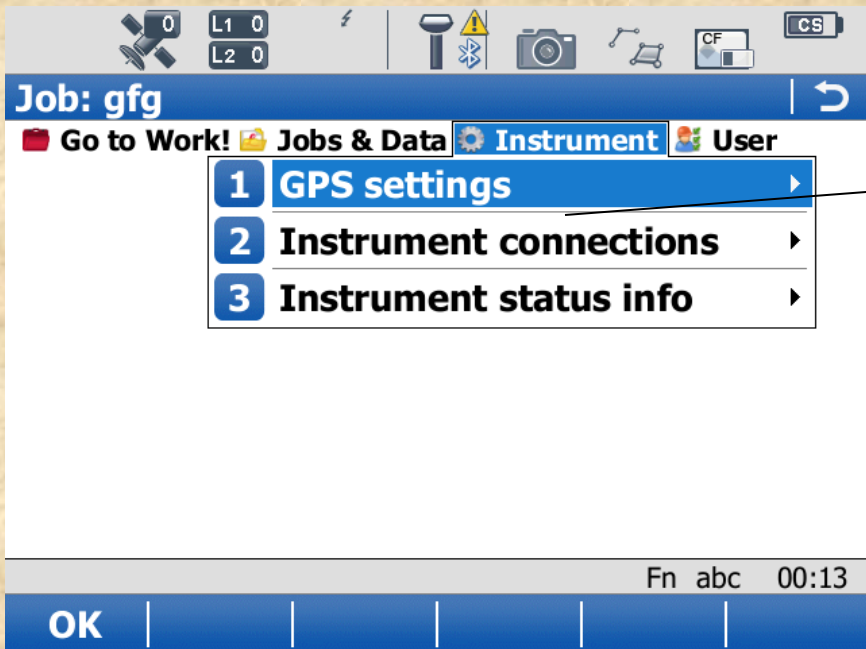 0 L1 0 CF CS
L2 0
Job: gfg
Go to Work! Jobs & Data Instrument User
1 GPS settings
2 Instrument connections
3 Instrument status info
Fn abc 00:13
OK